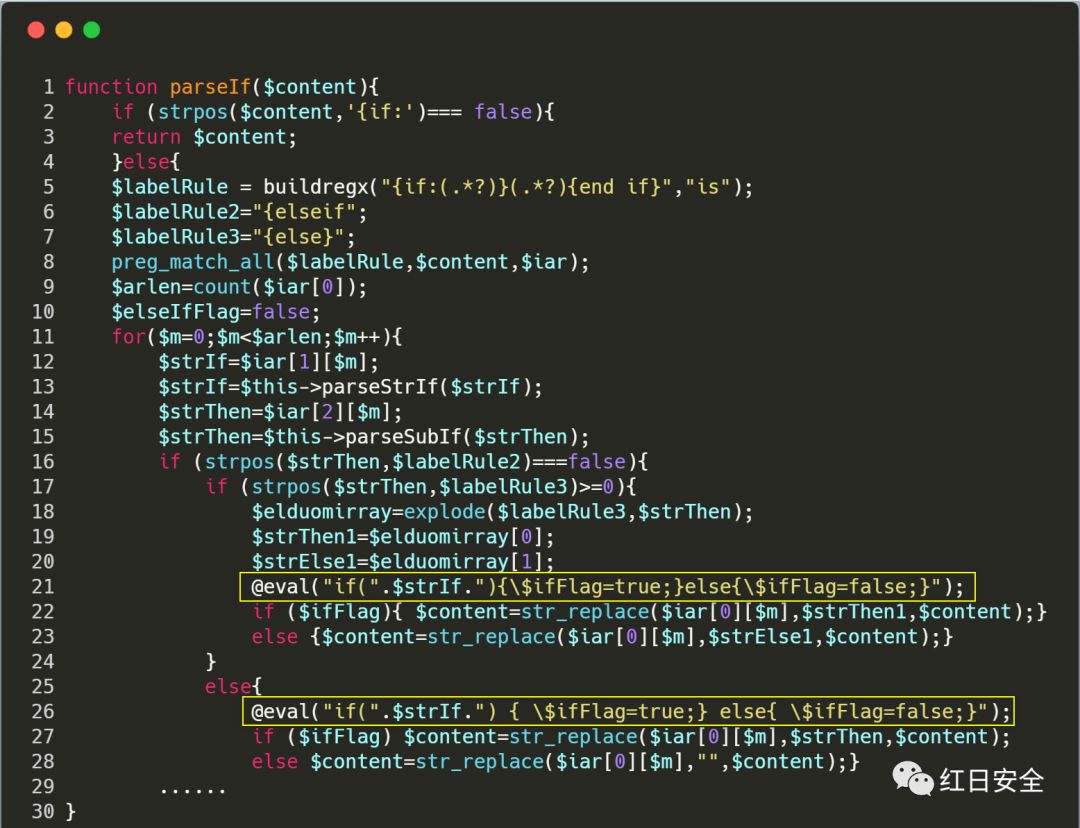 1 function parseIf($content){
2     if (strpos($content,'{if:')=== false){
3     return $content;
4     }else{
5     $labelRule = buildregx("{if:(.*?)}(.*?){end if}","is");
6     $labelRule2="{elseif";
7     $labelRule3="{else}";
8     preg_match_all($labelRule,$content,$iar);
9     $arlen=count($iar[0]);
10     $elseIfFlag=false;
11     for($m=0;$m<$arlen;$m++){
12         $strIf=$iar[1][$m];
13         $strIf=$this->parseStrIf($strIf);
14         $strThen=$iar[2][$m];
15         $strThen=$this->parseSubIf($strThen);
16         if (strpos($strThen,$labelRule2)===false){
17             if (strpos($strThen,$labelRule3)>=0){
18                 $elduomirray=explode($labelRule3,$strThen);
19                 $strThen1=$elduomirray[0];
20                 $strElse1=$elduomirray[1];
21                 @eval("if(".$strIf."){\$ifFlag=true;}else{\$ifFlag=false;}");
22                 if ($ifFlag){ $content=str_replace($iar[0][$m],$strThen1,$content);}
23                 else {$content=str_replace($iar[0][$m],$strElse1,$content);}
24             }
25             else{
26                 @eval("if(".$strIf.") { \$ifFlag=true;} else{ \$ifFlag=false;}");
27                 if ($ifFlag) $content=str_replace($iar[0][$m],$strThen,$content);
28                 else $content=str_replace($iar[0][$m],"",$content);}
29         ......
30 }
红日安全